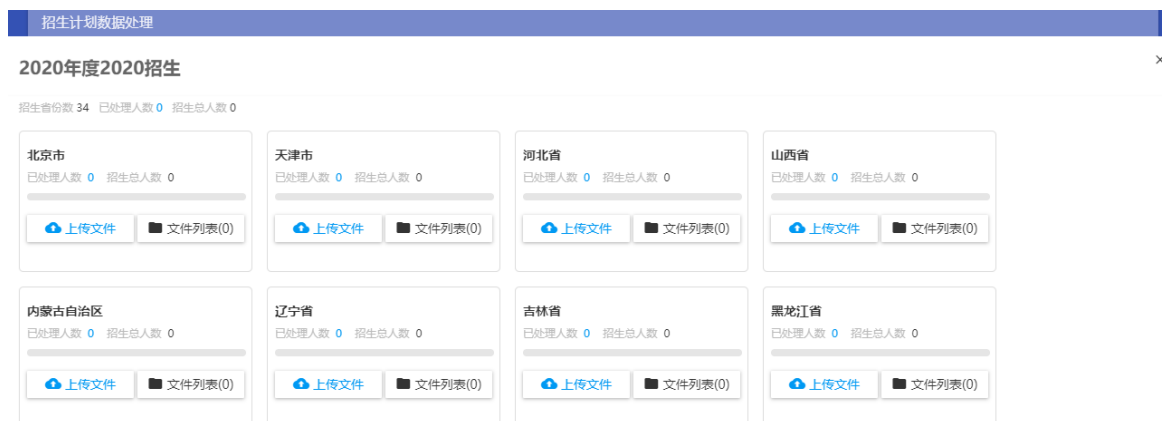 招生计划数据处理
2020年度2020招生
招生省份数 34 已处理人数 0 招生总人数 0
北京市 天津市 河北省 山西省
已处理人数 0 招生总人数 0 已处理人数 0 招生总人数 0 已处理人数 0 招生总人数 0 已处理人数 0 招生总人数 0
上传文件 文件列表(0) 上传文件 文件列表(0) 上传文件 文件列表(0) 上传文件 文件列表(0)
内蒙古自治区 辽宁省 吉林省 黑龙江省
已处理人数 0 招生总人数 0 已处理人数 0 招生总人数 0 已处理人数 0 招生总人数 0 已处理人数 0 招生总人数 0
上传文件 文件列表(0) 上传文件 文件列表(0) 上传文件 文件列表(0) 上传文件 文件列表(0)